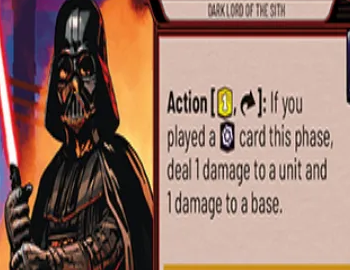 DARK LORD OF THE SITH
Action [1, ]: If you
played a card this phase,
deal 1 damage to a unit and
1 damage to a base.